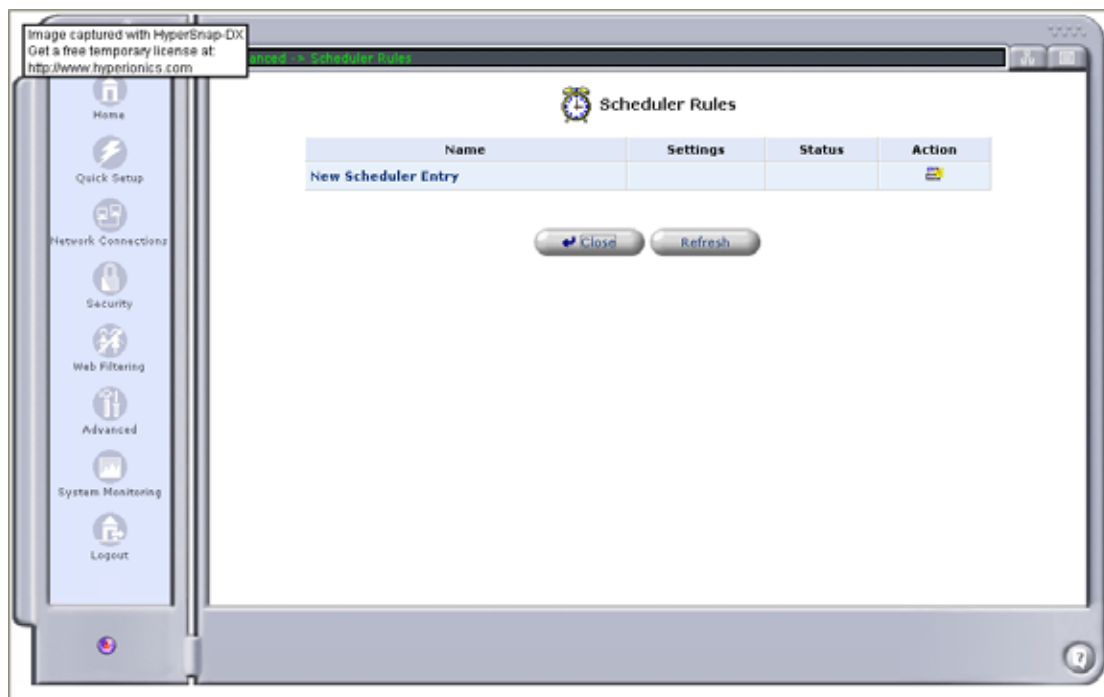 Image captured with HyperSnap-DX
Get a free temporary license at:
http://www.hyperionics.com
anced -> Scheduler Rules
Home
Quick Setup
Network Connections
Security
Web Filtering
Advanced
System Monitoring
Logout
Scheduler Rules
Name Settings Status Action
New Scheduler Entry
Close Refresh
?